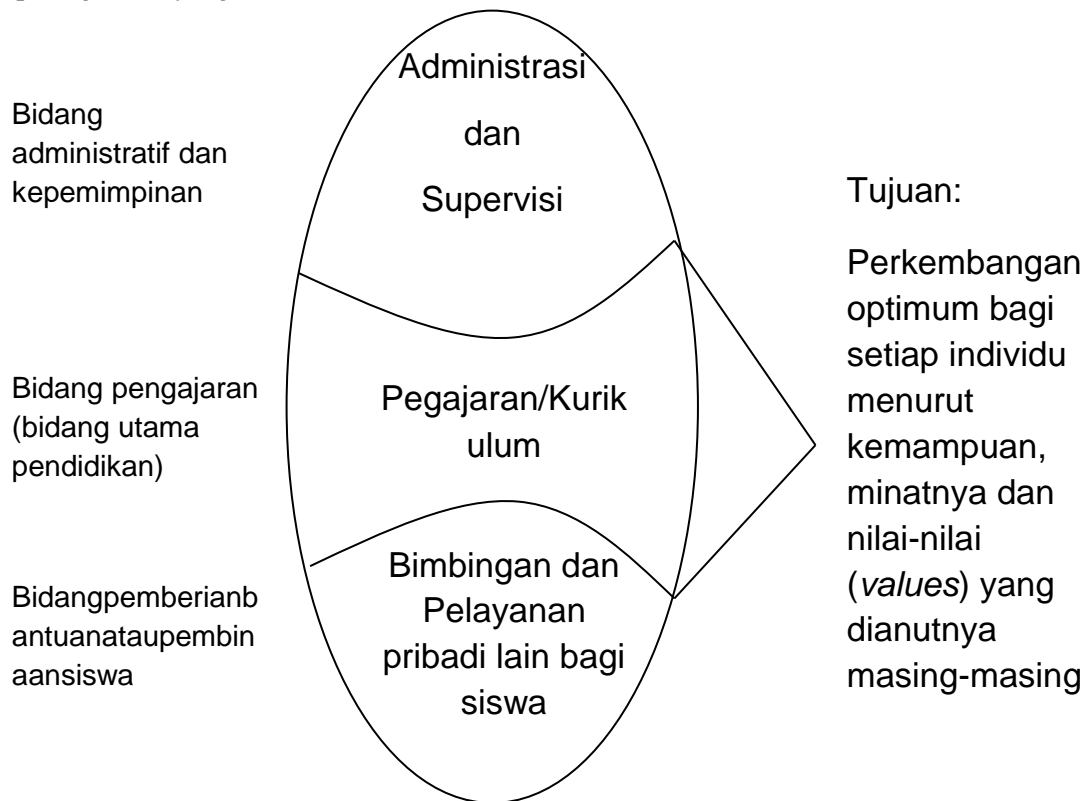 Bidang
administratif dan
kepemimpinan
Administrasi
dan
Supervisi
Bidang pengajaran
(bidang utama
pendidikan)
Pegajaran/Kurik
ulum
Bidangpemberianb
antuanataupembin
aansiswa
Bimbingan dan
Pelayanan
pribadi lain bagi
siswa
Tujuan:
Perkembangan
optimum bagi
setiap individu
menurut
kemampuan,
minatnya dan
nilai-nilai
(values) yang
dianutnya
masing-masing